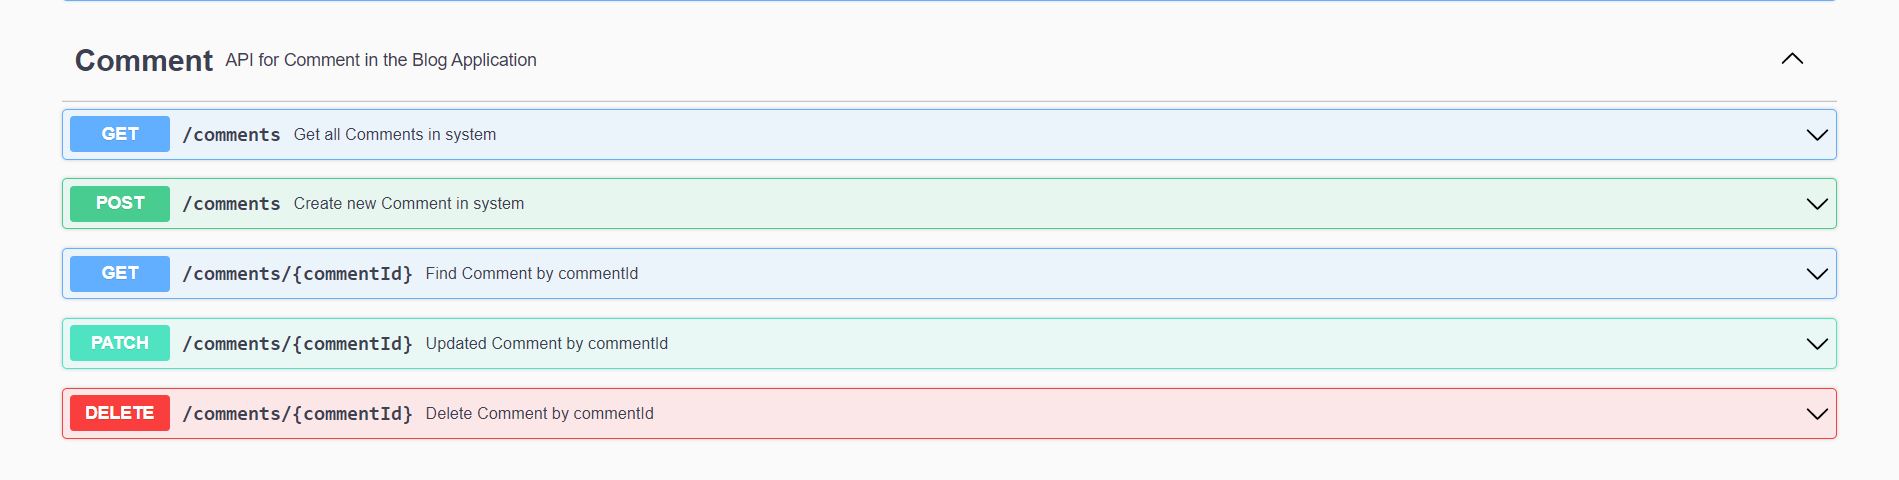 Comment API for Comment in the Blog Application
GET /comments Get all Comments in system
POST /comments Create new Comment in system
GET /comments/{commentId} Find Comment by commentId
PATCH /comments/{commentId} Updated Comment by commentId
DELETE /comments/{commentId} Delete Comment by commentId